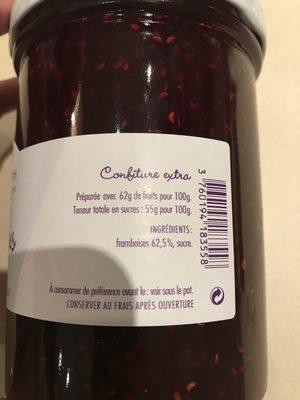 Confiture extra
Préparée avec 62g de fruits pour 100g.
Teneur totale en sucres : 55g pour 100g.
INGRÉDIENTS :
framboises 62,5%, sucre.
À consommer de préférence avant le : voir sous le pot.
CONSERVER AU FRAIS APRÈS OUVERTURE
3 760194 183558